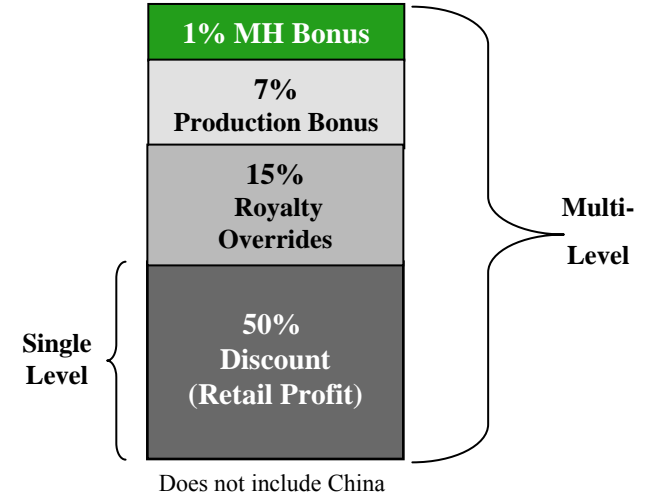 1% MH Bonus
7%
Production Bonus
15%
Royalty
Overrides
Multi-
Level
50%
Discount
(Retail Profit)
Single
Level
Does not include China